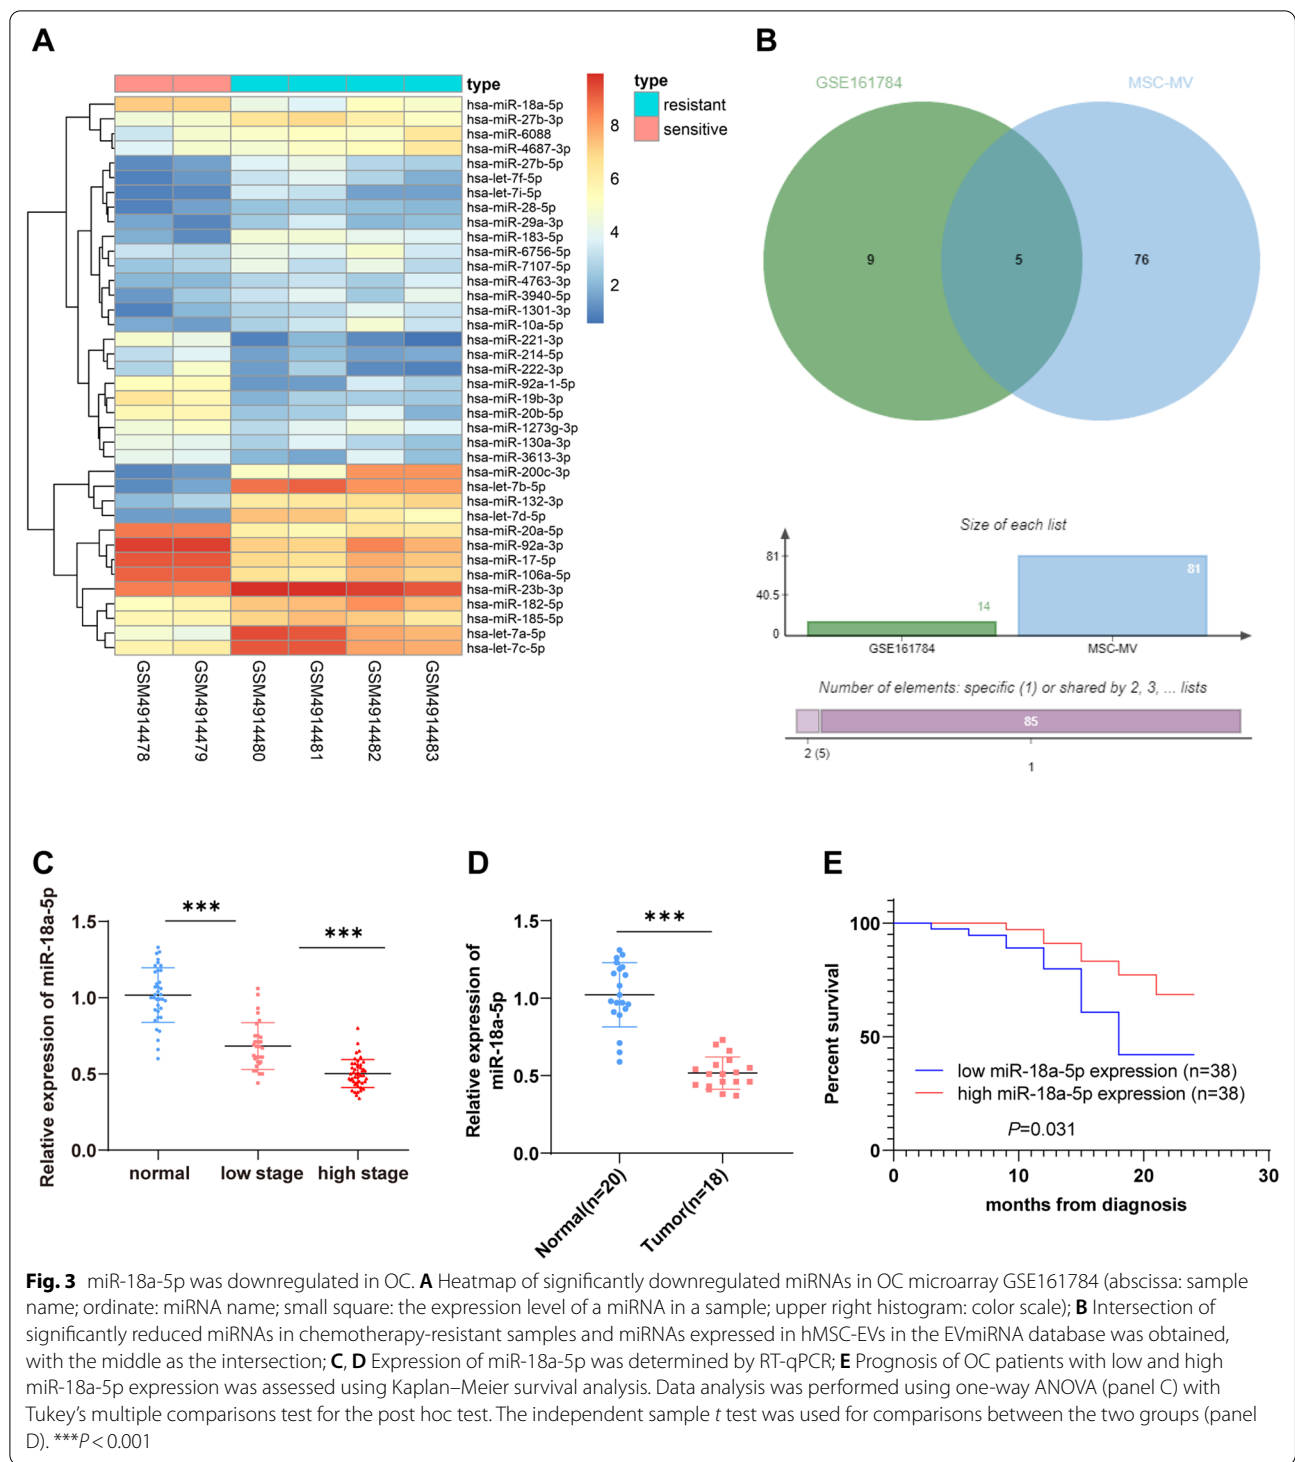 A
type
hsa-miR-18a-5p
hsa-miR-27b-3p
hsa-miR-6088
hsa-miR-4687-3p
hsa-miR-27b-5p
hsa-let-7f-5p
hsa-let-7i-5p
hsa-miR-28-5p
hsa-miR-29a-3p
hsa-miR-183-5p
hsa-miR-6756-5p
hsa-miR-7107-5p
hsa-miR-4763-3p
hsa-miR-3940-5p
hsa-miR-1301-3p
hsa-miR-10a-5p
hsa-miR-221-3p
hsa-miR-214-5p
hsa-miR-222-3p
hsa-miR-92a-1-5p
hsa-miR-19b-3p
hsa-miR-20b-5p
hsa-miR-1273g-3p
hsa-miR-130a-3p
hsa-miR-3613-3p
hsa-miR-200c-3p
hsa-let-7b-5p
hsa-miR-132-3p
hsa-let-7d-5p
hsa-miR-20a-5p
hsa-miR-92a-3p
hsa-miR-17-5p
hsa-miR-106a-5p
hsa-miR-23b-3p
hsa-miR-182-5p
hsa-miR-185-5p
hsa-let-7a-5p
hsa-let-7c-5p
GSM4914478
GSM4914479
GSM4914480
GSM4914481
GSM4914482
GSM4914483
8
6
4
2
type
resistant
sensitive
B
GSE161784
MSC-MV
9
5
76
Size of each list
81
40.5
0
14
81
GSE161784
MSC-MV
Number of elements: specific (1) or shared by 2, 3, ... lists
85
2 (5)
1
C
Relative expression of miR-18a-5p
1.5
1.0
0.5
0.0
***
***
normal
low stage
high stage
D
Relative expression of
miR-18a-5p
1.5
1.0
0.5
0.0
***
Normal(n=20)
Tumor(n=18)
E
Percent survival
100
50
0
low miR-18a-5p expression (n=38)
high miR-18a-5p expression (n=38)
P=0.031
0
10
20
30
months from diagnosis
Fig. 3 miR-18a-5p was downregulated in OC. A Heatmap of significantly downregulated miRNAs in OC microarray GSE161784 (abscissa: sample
name; ordinate: miRNA name; small square: the expression level of a miRNA in a sample; upper right histogram: color scale); B Intersection of
significantly reduced miRNAs in chemotherapy-resistant samples and miRNAs expressed in hMSC-EVs in the EVmiRNA database was obtained,
with the middle as the intersection; C, D Expression of miR-18a-5p was determined by RT-qPCR; E Prognosis of OC patients with low and high
miR-18a-5p expression was assessed using Kaplan–Meier survival analysis. Data analysis was performed using one-way ANOVA (panel C) with
Tukey's multiple comparisons test for the post hoc test. The independent sample t test was used for comparisons between the two groups (panel
D). ***P < 0.001